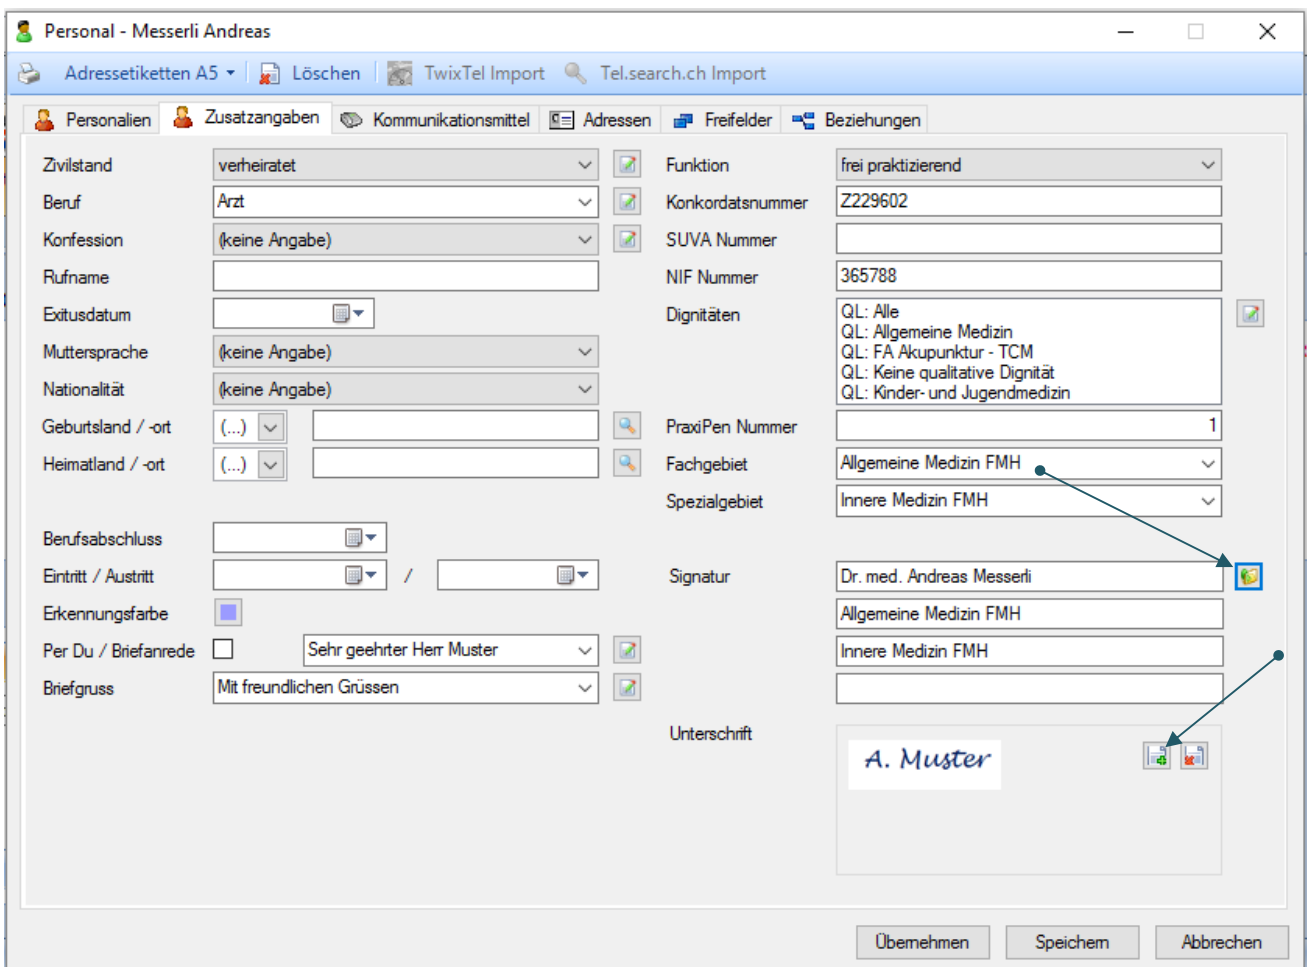 Personal - Messerli Andreas
Adressetiketten A5 Löschen TwixTel Import Tel.search.ch Import
Personalien Zusatzangaben Kommunikationsmittel Adressen Freifelder Beziehungen
Zivilstand verheiratet
Beruf Arzt
Konfession (keine Angabe)
Rufname
Exitusdatum
Muttersprache (keine Angabe)
Nationalität (keine Angabe)
Geburtsland / -ort (...)
Heimatland / -ort (...)
Berufsabschluss
Eintritt / Austritt /
Erkennungsfarbe
Per Du / Briefanrede Sehr geehrter Herr Muster
Briefgruss Mit freundlichen Grüssen
Funktion frei praktizierend
Konkordatsnummer Z229602
SUVA Nummer
NIF Nummer 365788
Dignitäten QL: Alle
QL: Allgemeine Medizin
QL: FA Akupunktur - TCM
QL: Keine qualitative Dignität
QL: Kinder- und Jugendmedizin
PraxiPen Nummer 1
Fachgebiet Allgemeine Medizin FMH
Spezialgebiet Innere Medizin FMH
Signatur Dr. med. Andreas Messerli
Allgemeine Medizin FMH
Innere Medizin FMH
Unterschrift
A. Muster
Übernehmen Speichern Abbrechen